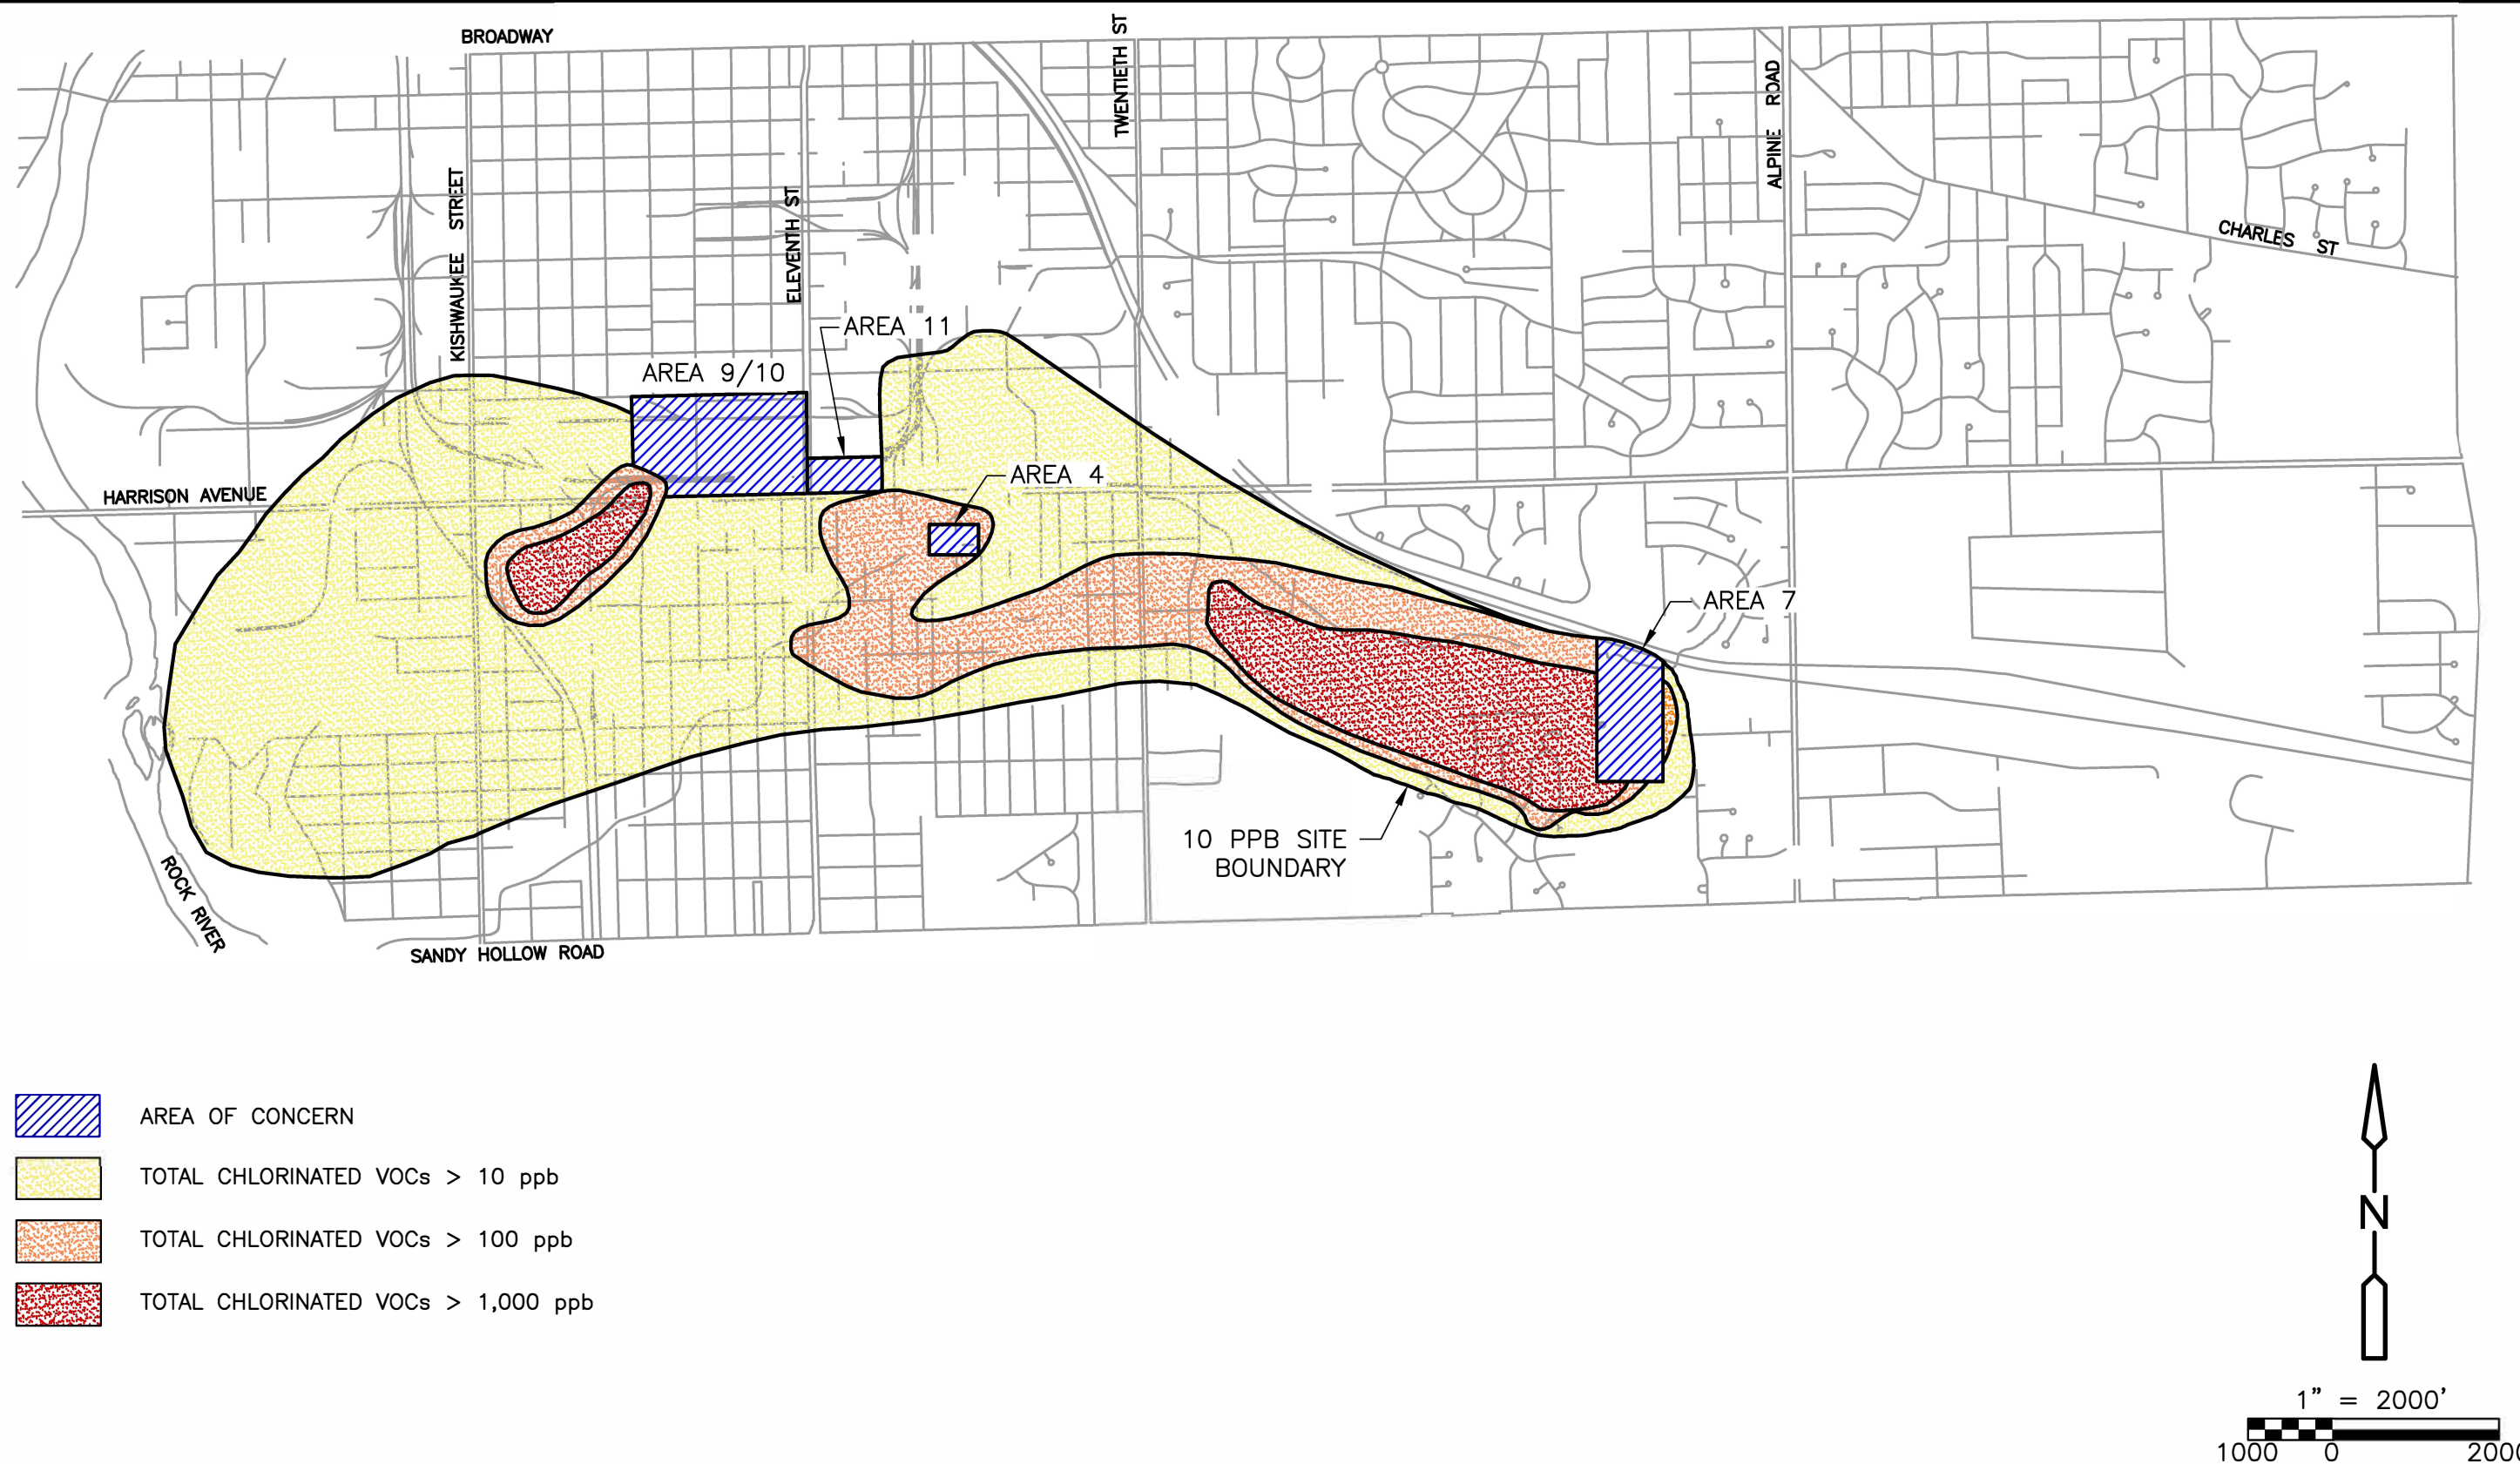 BROADWAY
TWENTIETH ST
ALPINE ROAD
KISHWAUKEE STREET
ELEVENTH ST
CHARLES ST
AREA 11
AREA 9/10
AREA 4
HARRISON AVENUE
AREA 7
10 PPB SITE
BOUNDARY
ROCK RIVER
SANDY HOLLOW ROAD
AREA OF CONCERN
TOTAL CHLORINATED VOCs > 10 ppb
TOTAL CHLORINATED VOCs > 100 ppb
TOTAL CHLORINATED VOCs > 1,000 ppb
N
1" = 2000'
1000 0 2000